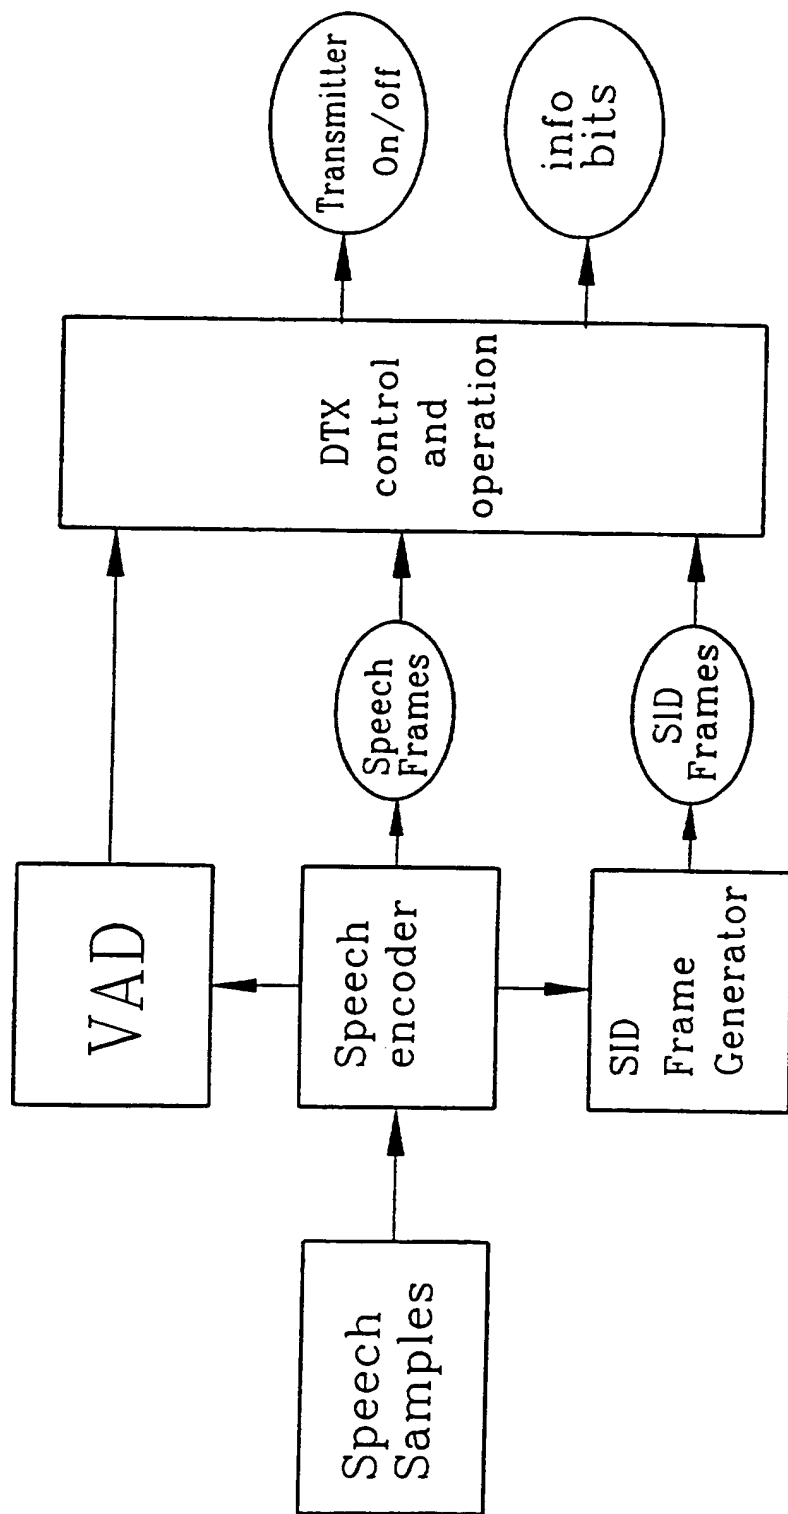 Speech
Samples
VAD
Speech
encoder
SID
Frame
Generator
Speech
Frames
SID
Frames
DTX
control
and
operation
Transmitter
On/off
info
bits